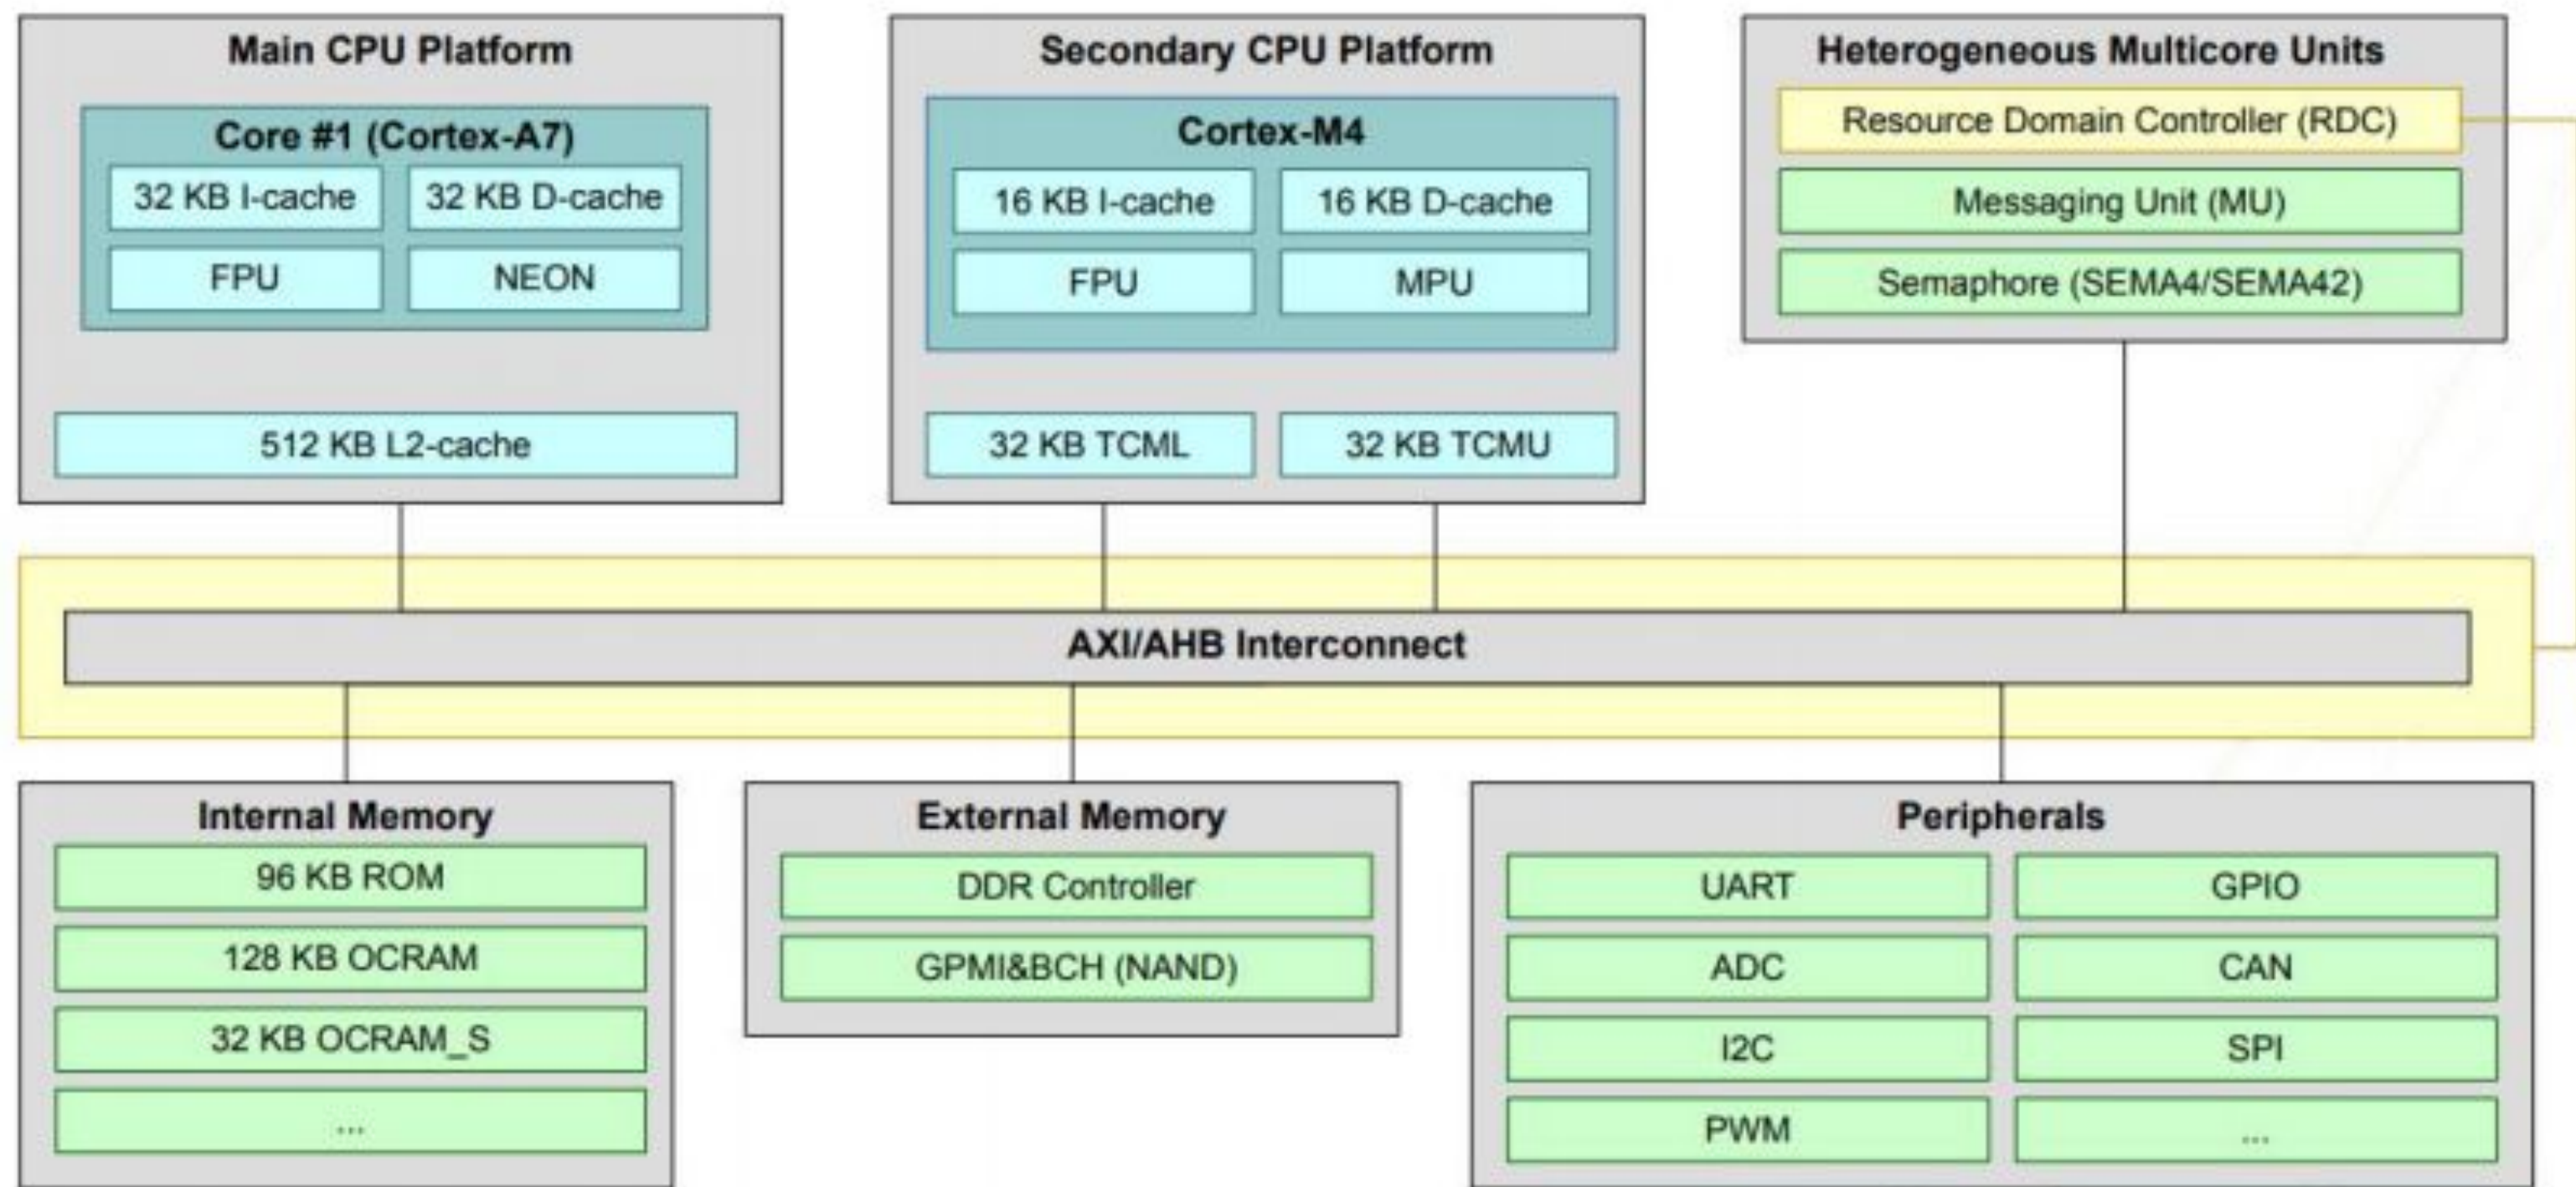 Main CPU Platform
Core #1 (Cortex-A7)
32 KB I-cache
32 KB D-cache
FPU
NEON
512 KB L2-cache
Secondary CPU Platform
Cortex-M4
16 KB I-cache
16 KB D-cache
FPU
MPU
32 KB TCML
32 KB TCMU
Heterogeneous Multicore Units
Resource Domain Controller (RDC)
Messaging Unit (MU)
Semaphore (SEMA4/SEMA42)
AXI/AHB Interconnect
Internal Memory
96 KB ROM
128 KB OCRAM
32 KB OCRAM_S
...
External Memory
DDR Controller
GPMI&BCH (NAND)
Peripherals
UART
GPIO
ADC
CAN
I2C
SPI
PWM
...